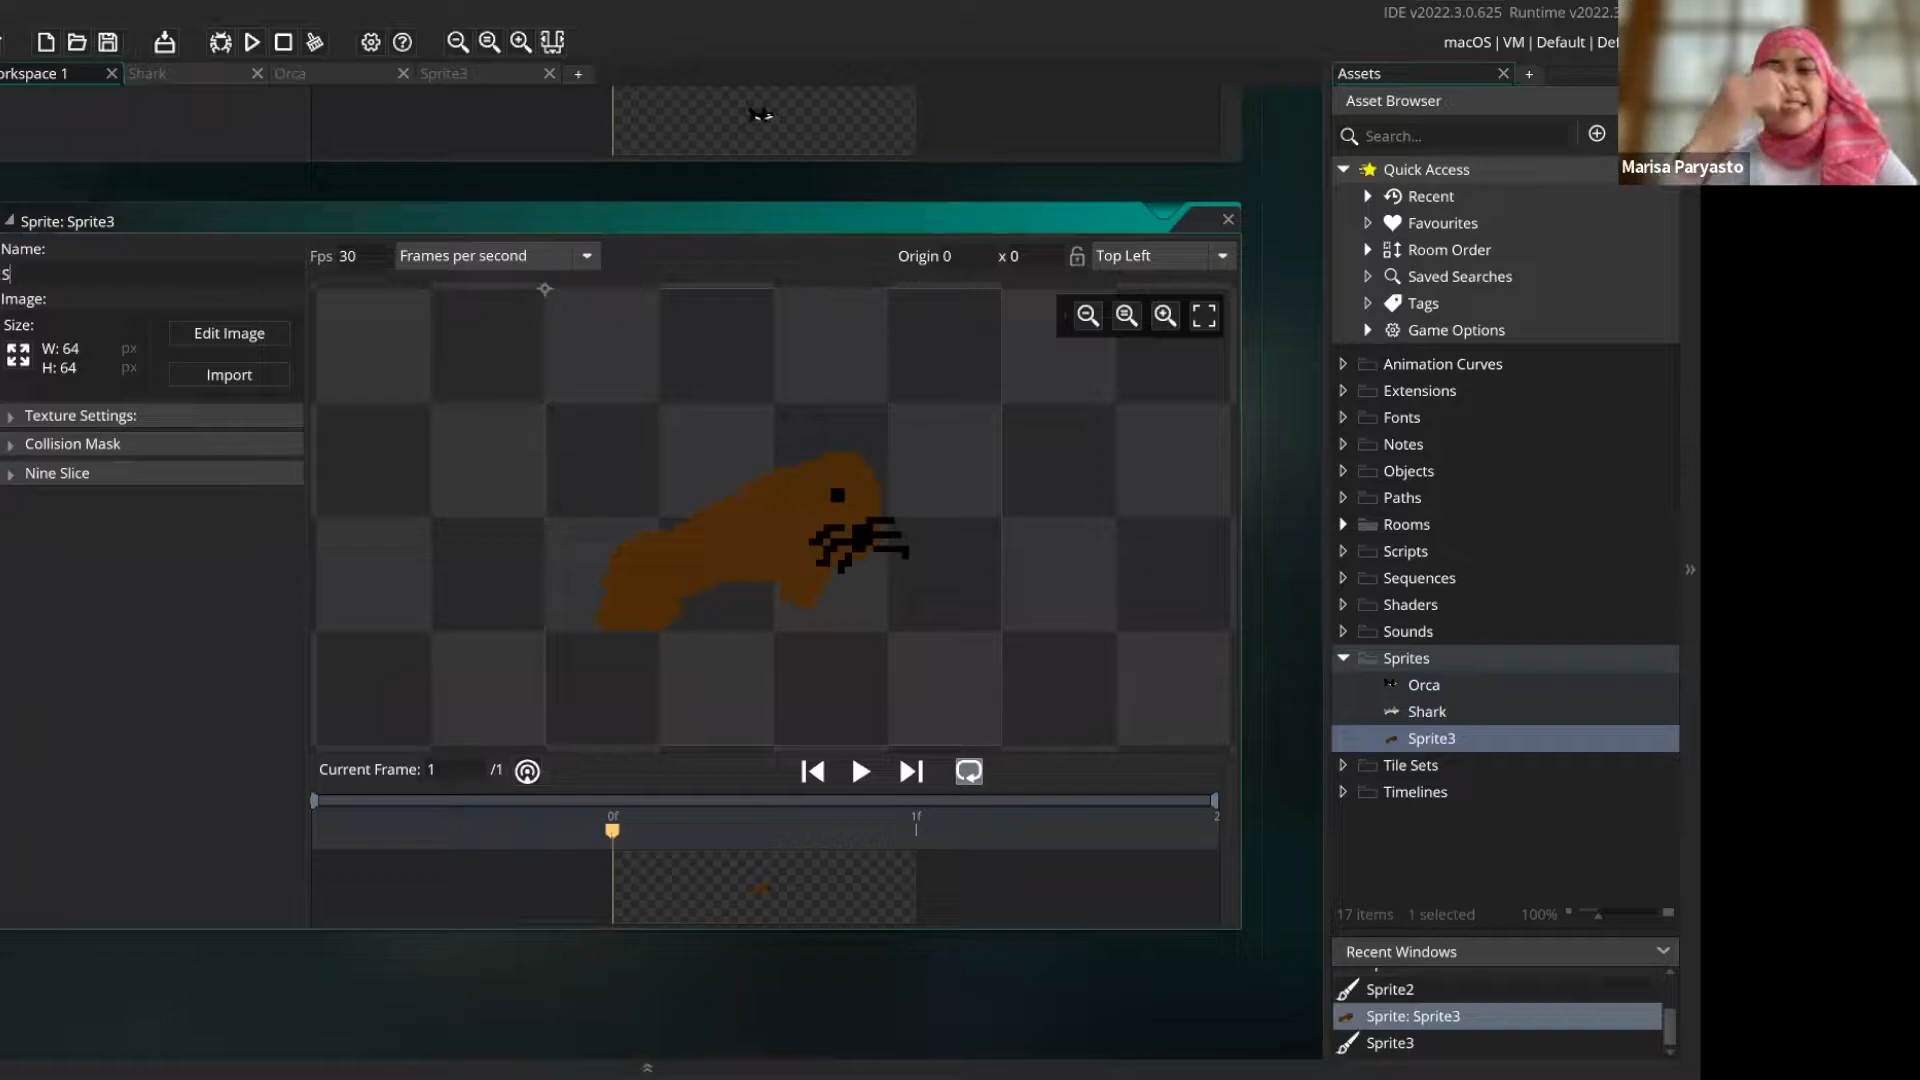 IDE v2022.3.0.625 Runtime v2022.3
macOS | VM | Default | Def
orkspace 1
Shark
Orca
Sprite3
Assets
Asset Browser
Search...
Marisa Paryasto
Quick Access
Recent
Favourites
Room Order
Saved Searches
Tags
Game Options
Animation Curves
Extensions
Fonts
Notes
Objects
Paths
Rooms
Scripts
Sequences
Shaders
Sounds
Sprites
Orca
Shark
Sprite3
Tile Sets
Timelines
17 items 1 selected 100%
Recent Windows
Sprite2
Sprite: Sprite3
Sprite3
Sprite: Sprite3
Name:
S
Image:
Size:
W: 64 px
H: 64 px
Edit Image
Import
Texture Settings:
Collision Mask
Nine Slice
Fps 30 Frames per second
Origin 0 x 0 Top Left
Current Frame: 1 /1
0f 1f 2